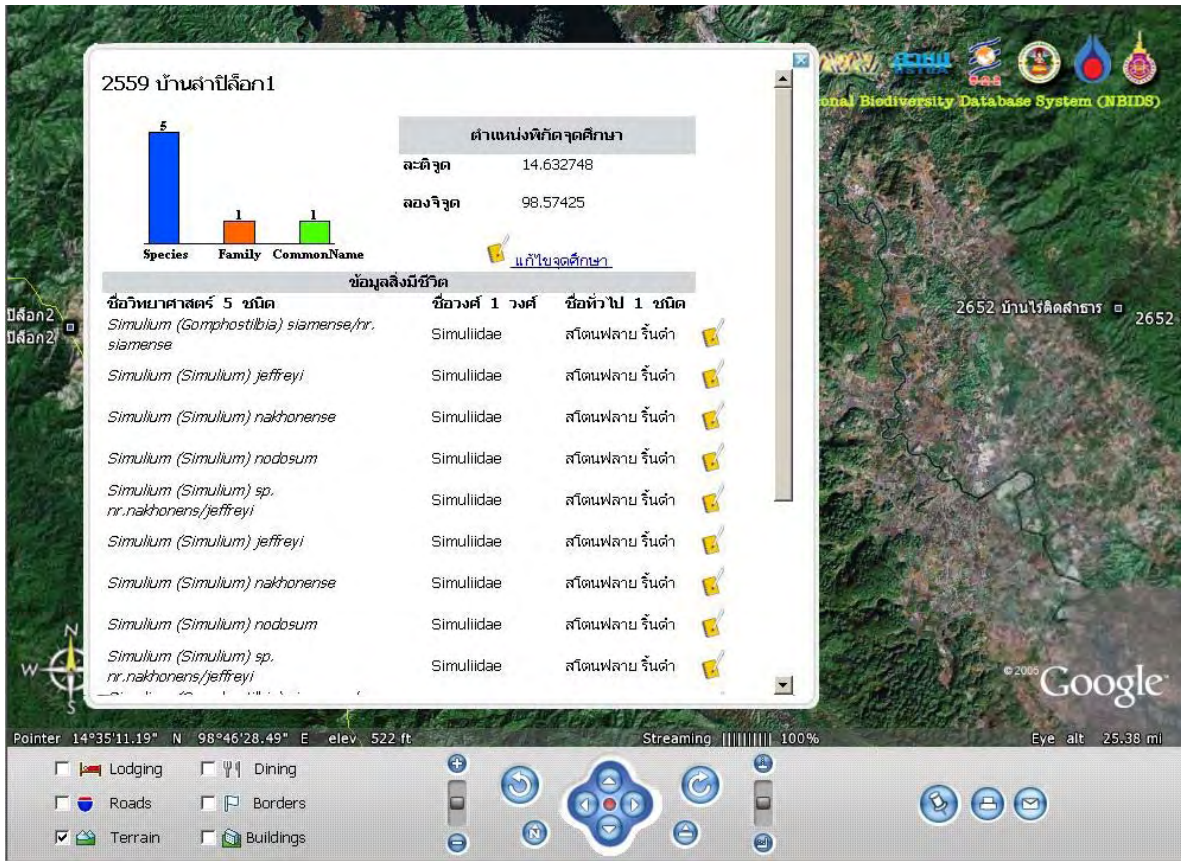 2559 บ้านลำปิล็อก1
5
1
1
Species Family CommonName
ตำแหน่งพิกัดจุดศึกษา
ละติจูด 14.632748
ลองจิจูด 98.57425
แก้ไขจุดศึกษา
ข้อมูลสิ่งมีชีวิต
ชื่อวิทยาศาสตร์ 5 ชนิด ชื่อวงศ์ 1 วงศ์ ชื่อทั่วไป 1 ชนิด
Simulium (Gomphostilbia) siamense/nr.
siamense Simuliidae สโตนฟลาย ริ้นดำ
Simulium (Simulium) jeffreyi Simuliidae สโตนฟลาย ริ้นดำ
Simulium (Simulium) nakhonense Simuliidae สโตนฟลาย ริ้นดำ
Simulium (Simulium) nodosum Simuliidae สโตนฟลาย ริ้นดำ
Simulium (Simulium) sp.
nr.nakhonens/jeffreyi Simuliidae สโตนฟลาย ริ้นดำ
Simulium (Simulium) jeffreyi Simuliidae สโตนฟลาย ริ้นดำ
Simulium (Simulium) nakhonense Simuliidae สโตนฟลาย ริ้นดำ
Simulium (Simulium) nodosum Simuliidae สโตนฟลาย ริ้นดำ
Simulium (Simulium) sp.
nr.nakhonens/jeffreyi Simuliidae สโตนฟลาย ริ้นดำ
onal Biodiversity Database System (NBIDS)
ปิล็อก2
ปิล็อก2
2652 บ้านไร่ติดลำธาร 2652
N
W
S
©2005 Google
Pointer 14°35'11.19" N 98°46'28.49" E elev 522 ft Streaming 100% Eye alt 25.38 mi
Lodging Dining
Roads Borders
Terrain Buildings
N